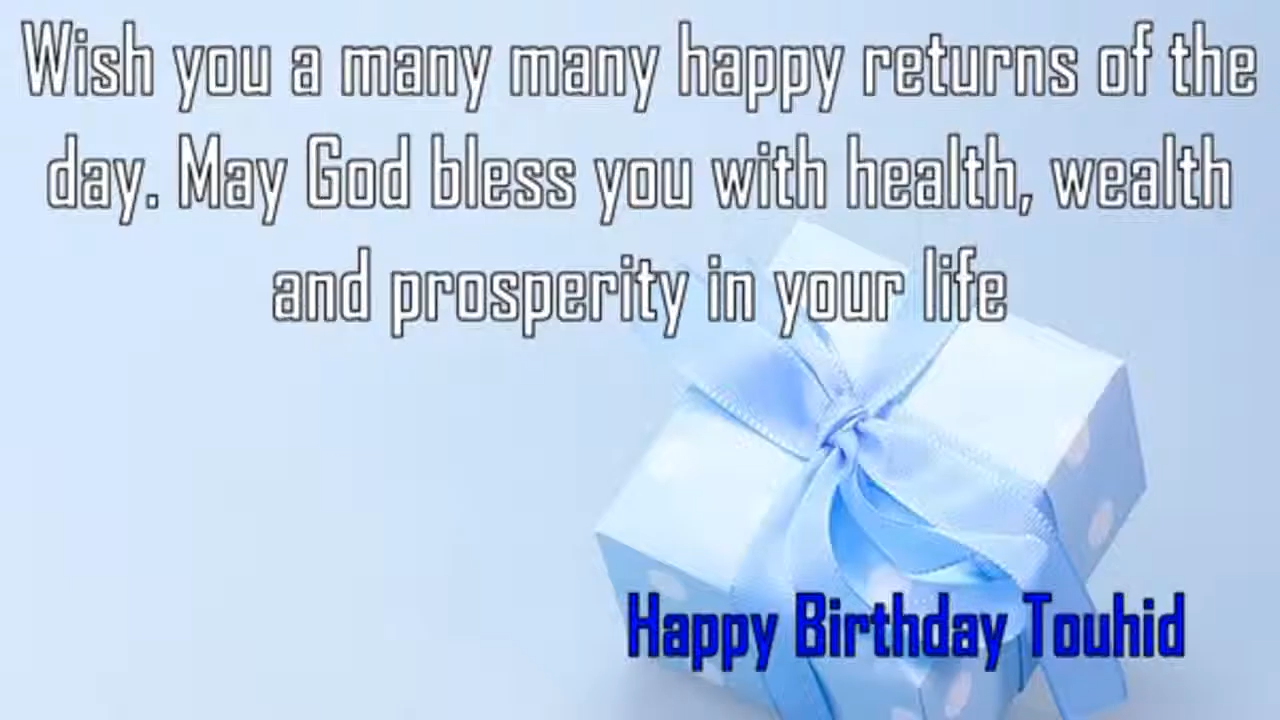 Wish you a many many happy returns of the
day. May God bless you with health, wealth
and prosperity in your life
Happy Birthday Touhid